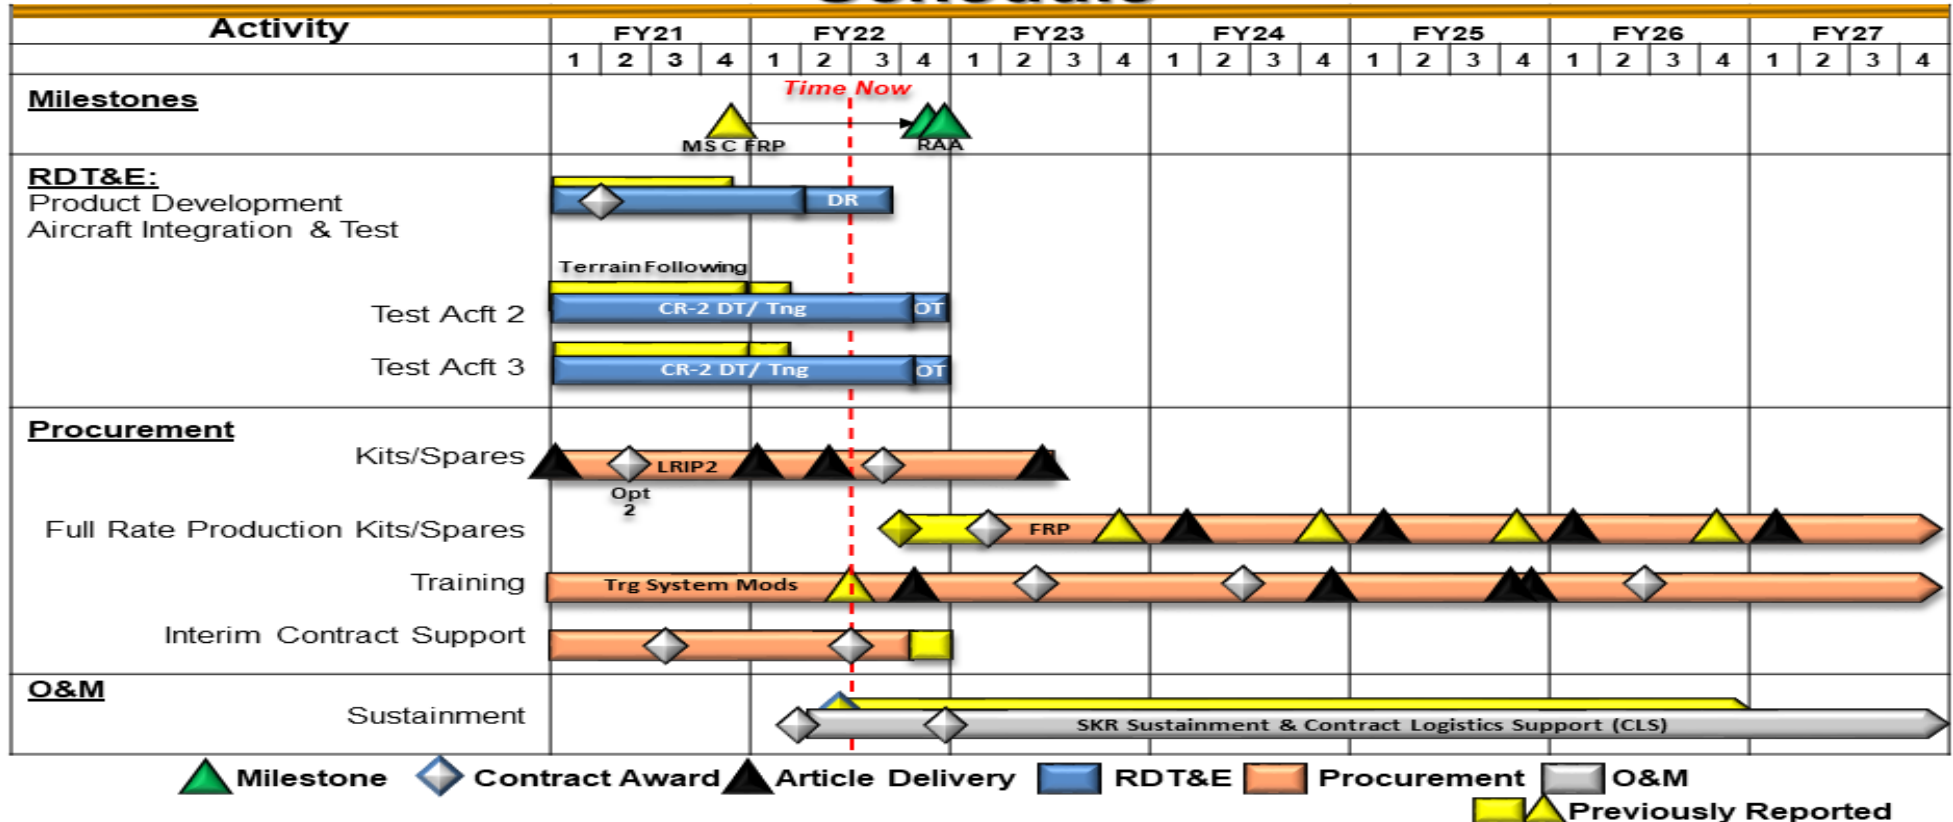 Schedule
Activity
FY21 FY22 FY23 FY24 FY25 FY26 FY27
1 2 3 4 1 2 3 4 1 2 3 4 1 2 3 4 1 2 3 4 1 2 3 4 1 2 3 4
Time Now
Milestones
MSC FRP RAA
RDT&E:
Product Development
DR
Aircraft Integration & Test
Terrain Following
Test Acft 2
CR-2 DT/ Tng OT
Test Acft 3
CR-2 DT/ Tng OT
Procurement
Kits/Spares
LRIP2
Opt
2
Full Rate Production Kits/Spares
FRP
Training
Trg System Mods
Interim Contract Support
O&M
Sustainment
SKR Sustainment & Contract Logistics Support (CLS)
Milestone Contract Award Article Delivery RDT&E Procurement O&M
Previously Reported